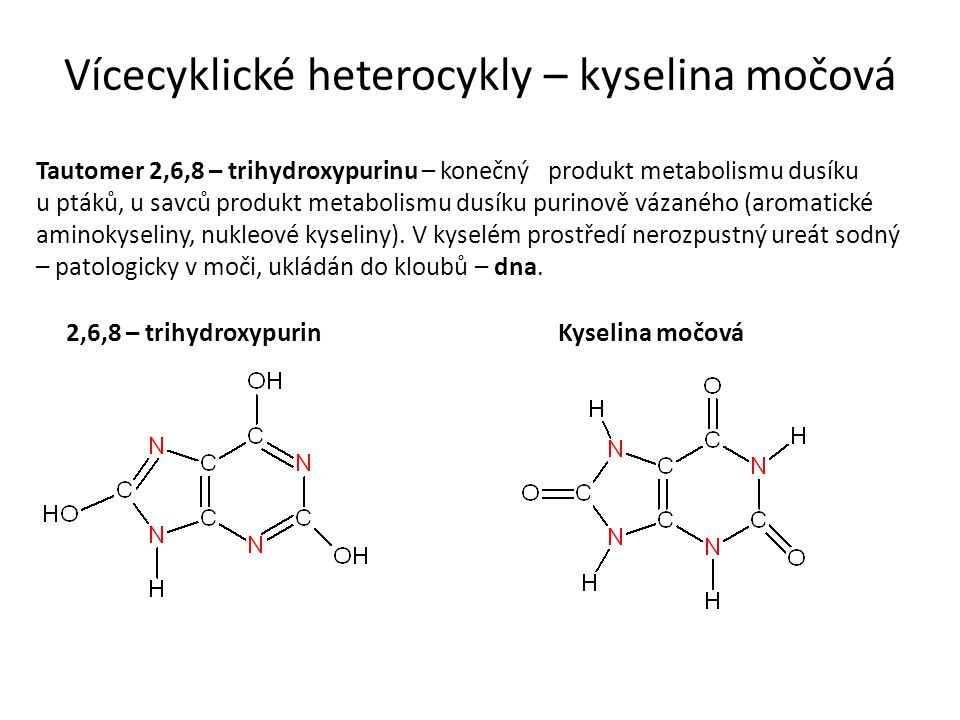 Vícecyklické heterocykly – kyselina močová
Tautomer 2,6,8 – trihydroxypurinu – konečný produkt metabolismu dusíku
u ptáků, u savců produkt metabolismu dusíku purinově vázaného (aromatické
aminokyseliny, nukleové kyseliny). V kyselém prostředí nerozpustný ureát sodný
– patologicky v moči, ukládán do kloubů – dna.
2,6,8 – trihydroxypurin
OH
N
C
C
N
C
HO
N
C
N
C
OH
H
Kyselina močová
O
H
C
H
N
C
N
O
C
N
C
N
C
O
H
H